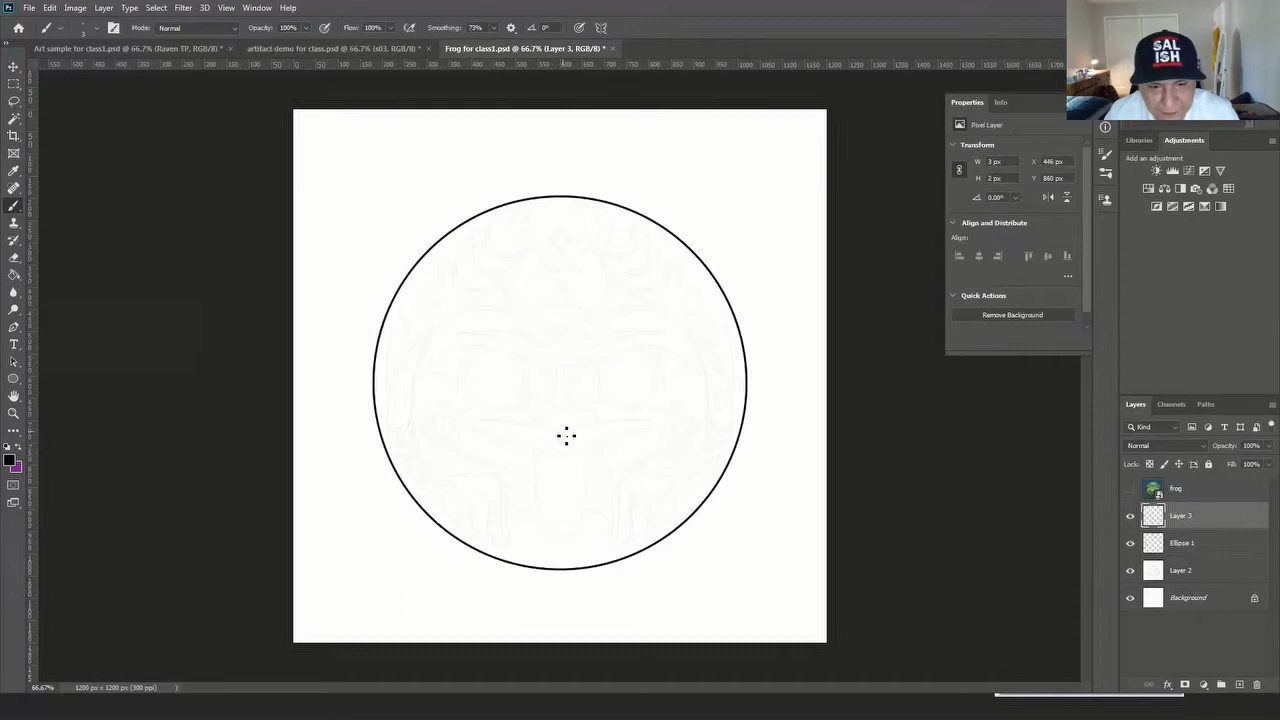 Ps File Edit Image Layer Type Select Filter 3D View Window Help
3 Mode: Normal Opacity: 100% Flow: 100% Smoothing: 73% 0°
Art sample for class1.psd @ 66.7% (Raven TP, RGB/8) * × artifact demo for class.psd @ 66.7% (s03, RGB/8) * × Frog for class1.psd @ 66.7% (Layer 3, RGB/8) * ×
SAL
ISH
Properties Info
Pixel Layer
Transform
W 3 px X 446 px
H 2 px Y 860 px
0.00°
Align and Distribute
Align:
Quick Actions
Remove Background
Libraries Adjustments
Add an adjustment
Layers Channels Paths
Kind
Normal Opacity: 100%
Lock: Fill: 100%
frog
Layer 3
Ellipse 1
Layer 2
Background
66.67% 1200 px x 1200 px (300 ppi)